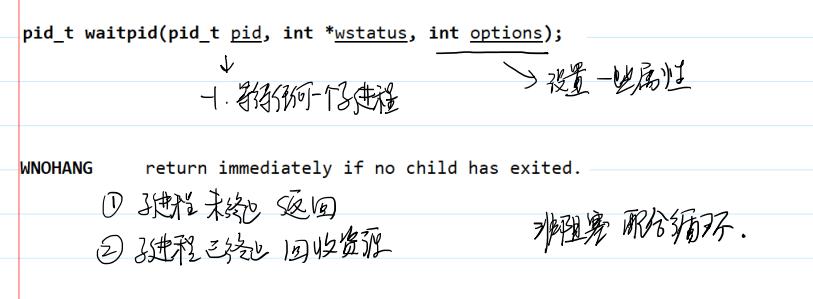 pid_t waitpid(pid_t pid, int *wstatus, int options);
-1. 等待任何一个子进程
设置一些属性
WNOHANG return immediately if no child has exited.
① 子进程未终止 返回
② 子进程已终止 回收资源
非阻塞 配合循环.